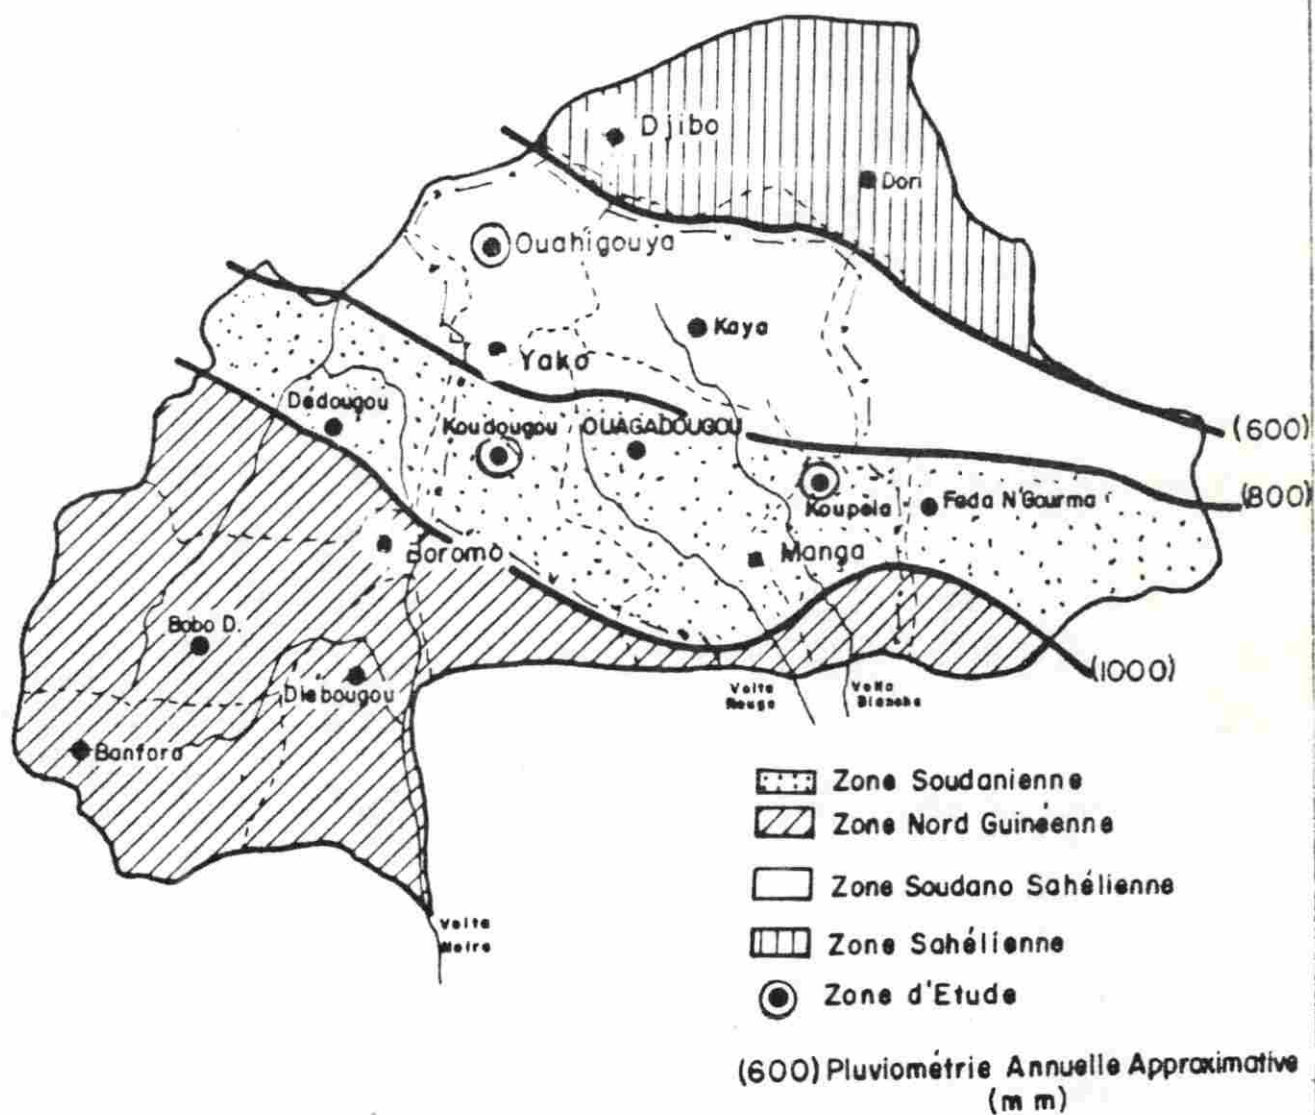 Djibo
Dori
Ouahigouya
Kaya
Yako
Dedougou
Koudougou
OUAGADOUGOU
(600)
(800)
Koupela
Fada N'Gourma
Boromo
Manga
Bobo D.
Diebougou
(1000)
Volta
Rouge
Volta
Blanche
Banfora
Volta
Noire
Zone Soudanienne
Zone Nord Guinéenne
Zone Soudano Sahélienne
Zone Sahélienne
Zone d'Etude
(600) Pluviométrie Annuelle Approximative
(mm)